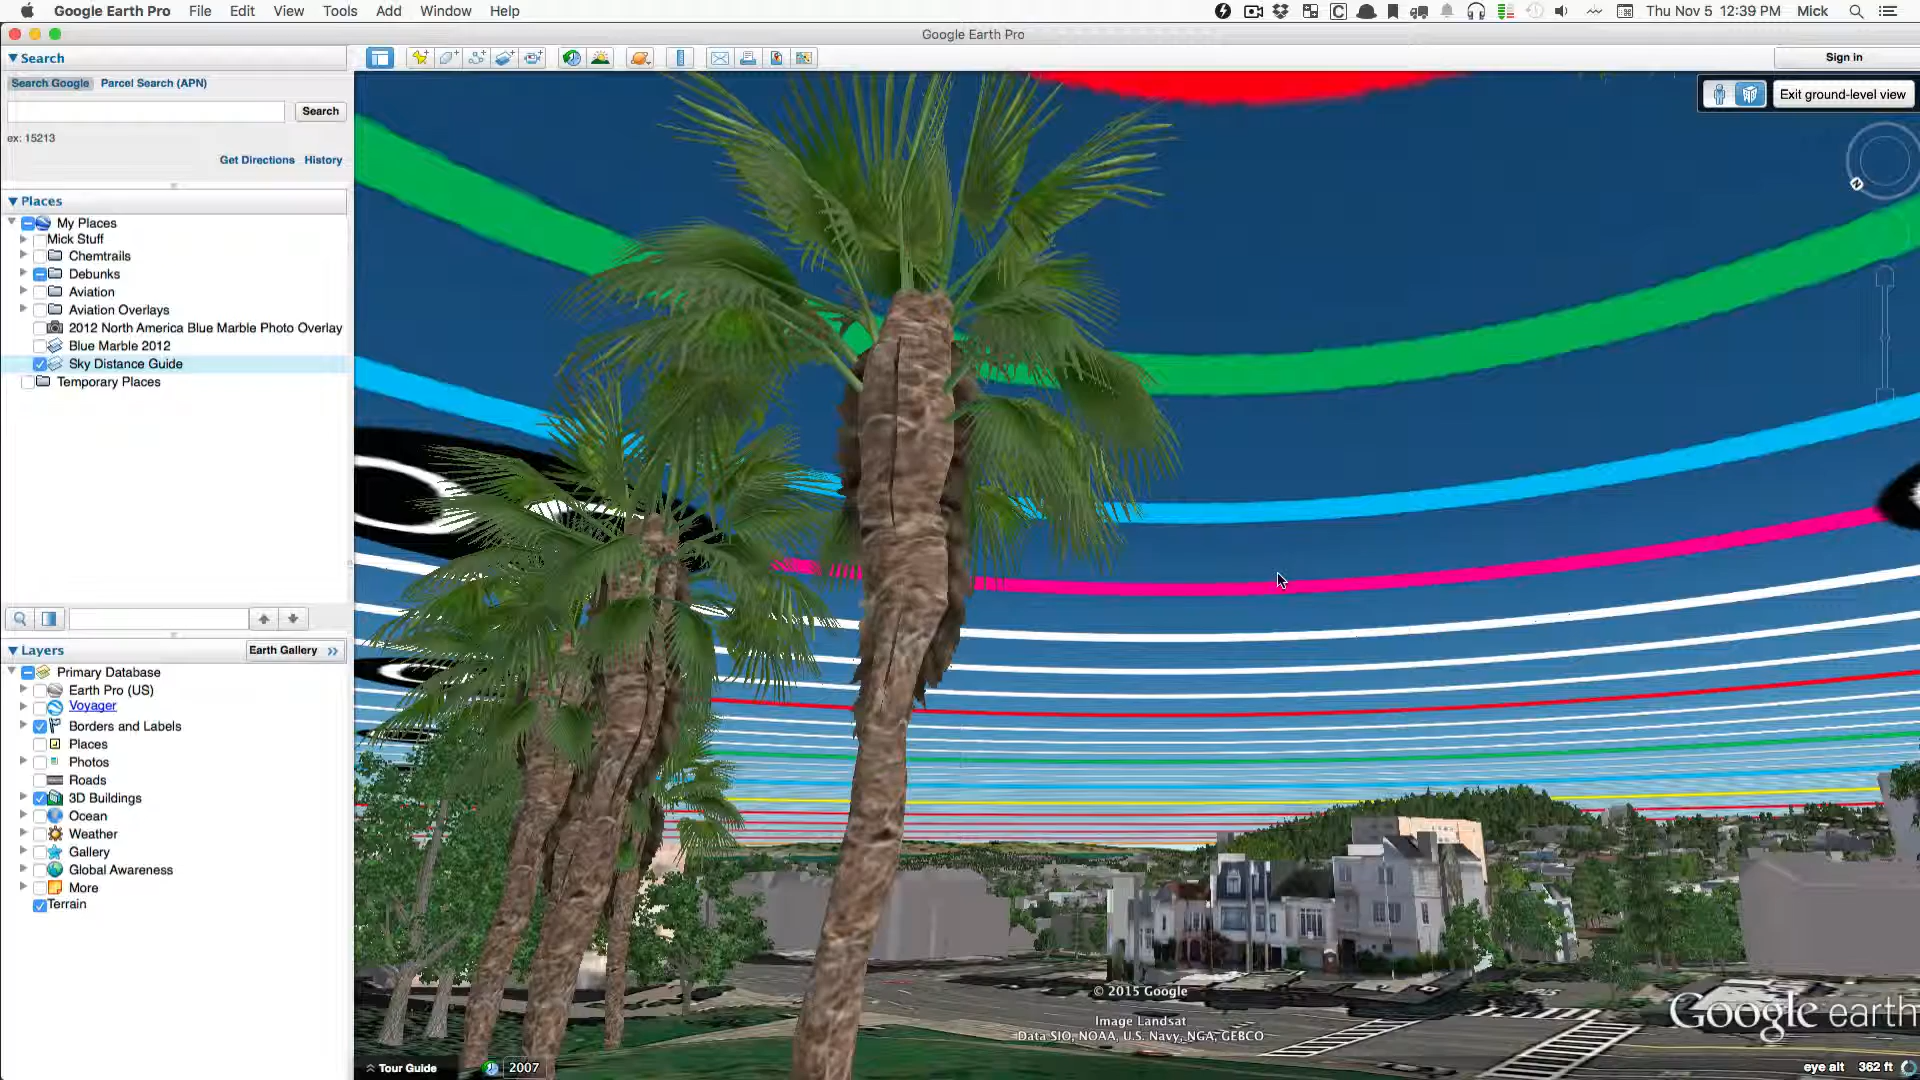 Google Earth Pro File Edit View Tools Add Window Help Thu Nov 5 12:39 PM Mick
Google Earth Pro
Search
Search Google Parcel Search (APN)
Search
ex: 15213
Get Directions History
Places
My Places
Mick Stuff
Chemtrails
Debunks
Aviation
Aviation Overlays
2012 North America Blue Marble Photo Overlay
Blue Marble 2012
Sky Distance Guide
Temporary Places
Layers Earth Gallery
Primary Database
Earth Pro (US)
Voyager
Borders and Labels
Places
Photos
Roads
3D Buildings
Ocean
Weather
Gallery
Global Awareness
More
Terrain
Sign in
Exit ground-level view
N
© 2015 Google
Image Landsat
Data SIO, NOAA, U.S. Navy, NGA, GEBCO
Google earth
Tour Guide 2007 eye alt 362 ft